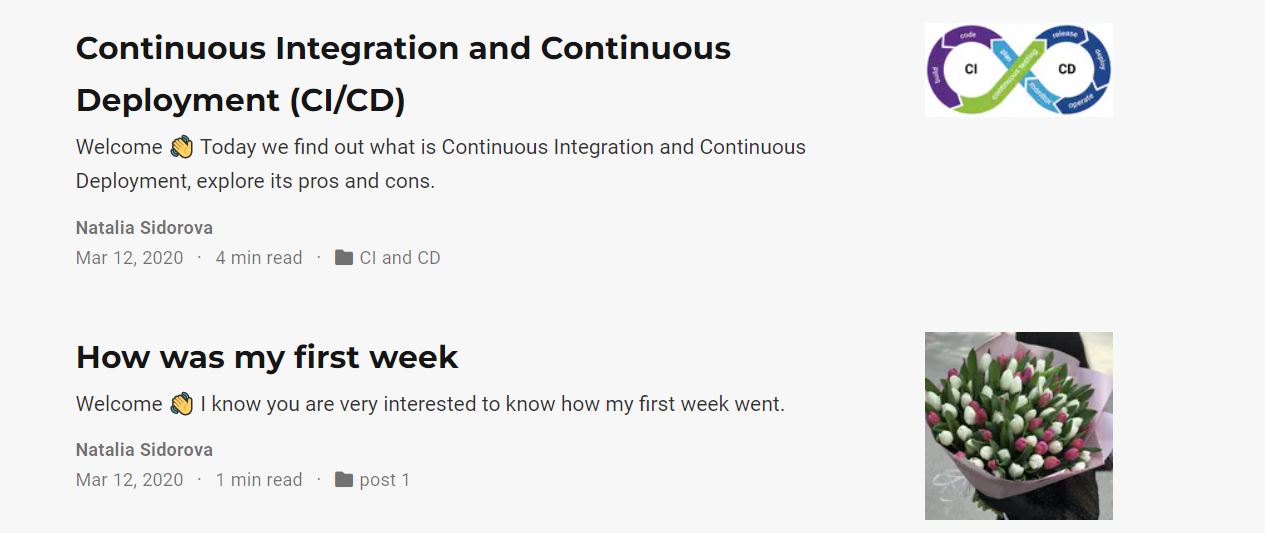 Continuous Integration and Continuous
Deployment (CI/CD)
Welcome 👋 Today we find out what is Continuous Integration and Continuous
Deployment, explore its pros and cons.
Natalia Sidorova
Mar 12, 2020 · 4 min read · CI and CD
code
build
CI
plan
continuous testing
release
deploy
CD
operate
monitor
How was my first week
Welcome 👋 I know you are very interested to know how my first week went.
Natalia Sidorova
Mar 12, 2020 · 1 min read · post 1